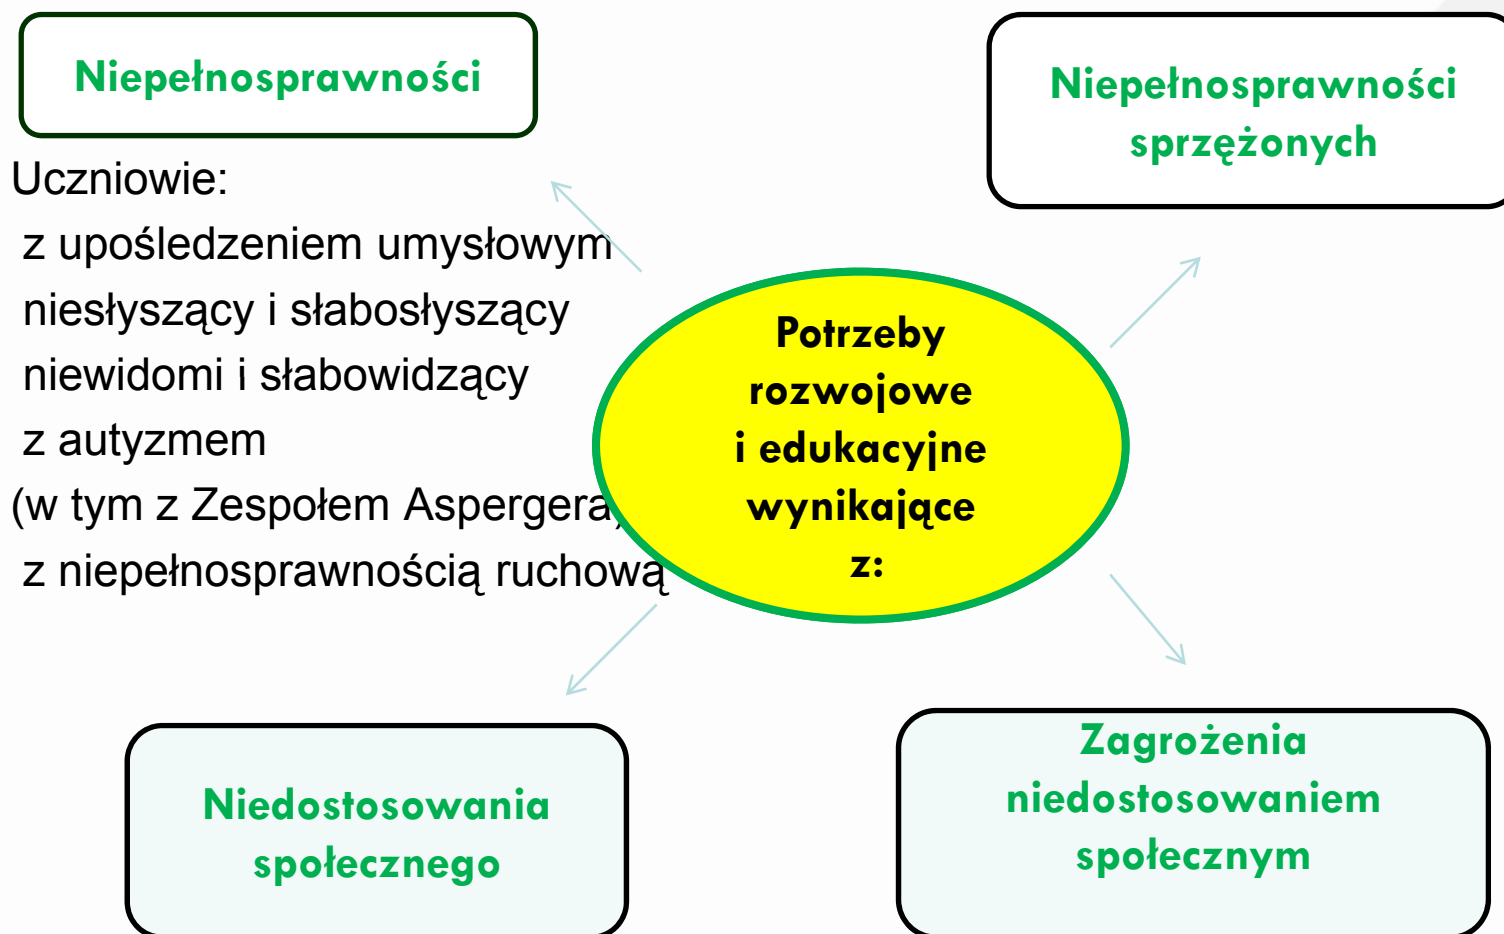 Niepełnosprawności
Uczniowie:
z upośledzeniem umysłowym
niesłyszący i słabosłyszący
niewidomi i słabowidzący
z autyzmem
(w tym z Zespołem Aspergera)
z niepełnosprawnością ruchową
Niepełnosprawności
sprzężonych
Potrzeby
rozwojowe
i edukacyjne
wynikające
z:
Niedostosowania
społecznego
Zagrożenia
niedostosowaniem
społecznym